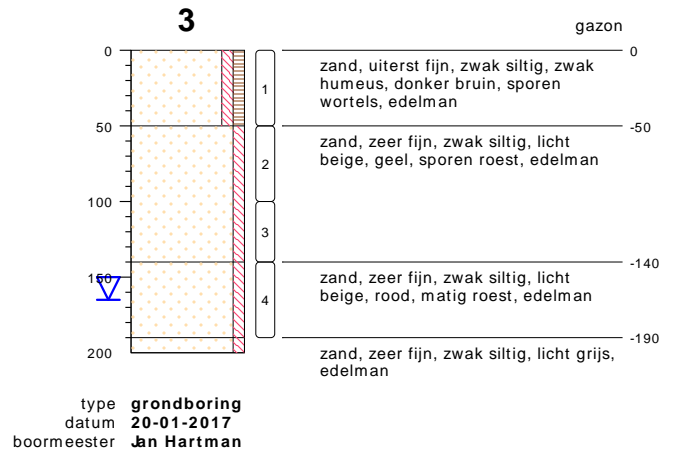 3
gazon
0
0
zand, uiterst fijn, zwak siltig, zwak
humeus, donker bruin, sporen
wortels, edelman
1
50
-50
zand, zeer fijn, zwak siltig, licht
beige, geel, sporen roest, edelman
2
100
3
-140
150
zand, zeer fijn, zwak siltig, licht
beige, rood, matig roest, edelman
4
-190
200
zand, zeer fijn, zwak siltig, licht grijs,
edelman
type grondboring
datum 20-01-2017
boormeester Jan Hartman